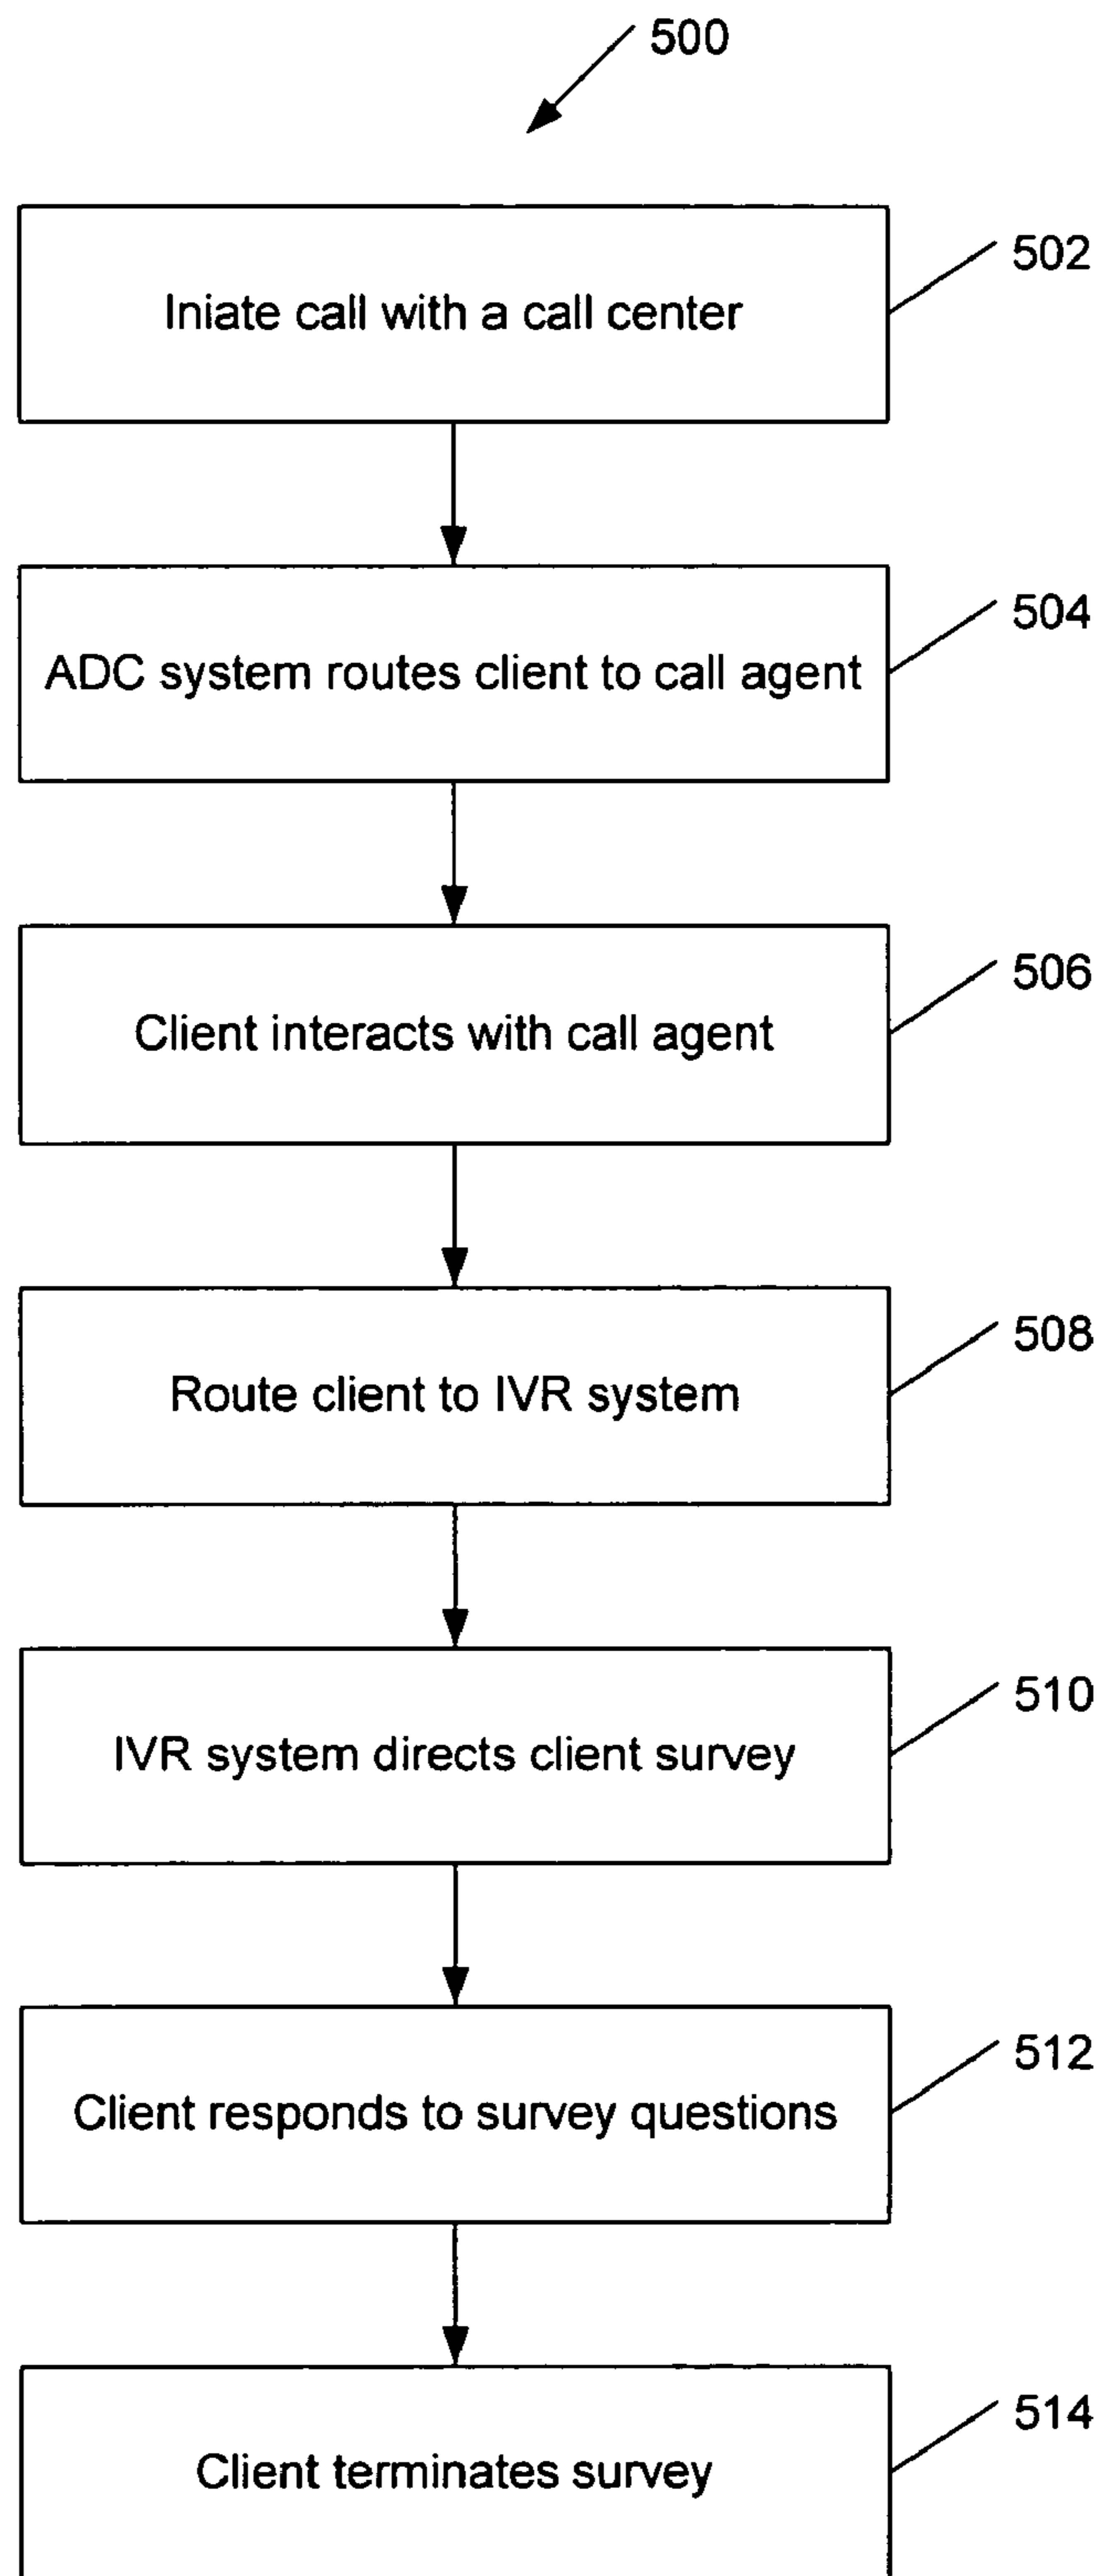 500
502
Iniate call with a call center
504
ADC system routes client to call agent
506
Client interacts with call agent
508
Route client to IVR system
510
IVR system directs client survey
512
Client responds to survey questions
514
Client terminates survey